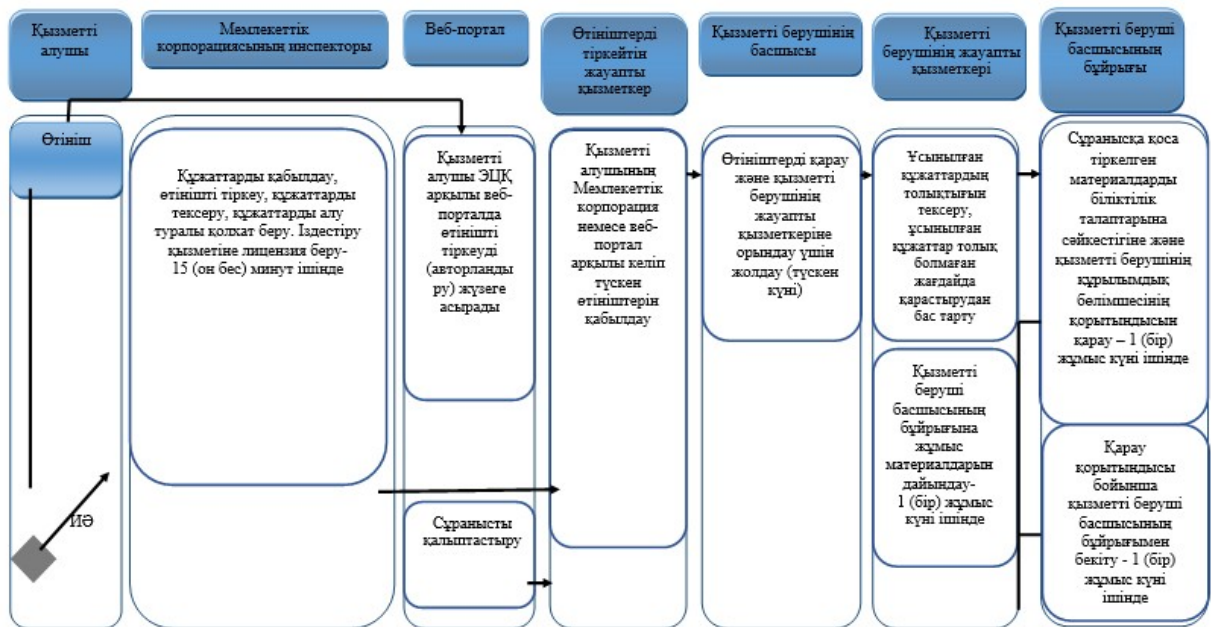 Қызметті
алушы
Мемлекеттік
корпорациясының инспекторы
Веб-портал
Өтініштерді
тіркейтін
жауапты
қызметкер
Қызметті берушінің
басшысы
Қызметті
берушінің жауапты
қызметкері
Қызметті беруші
басшысының
бұйрығы
Өтініш
ИӘ
Құжаттарды қабылдау,
өтінішті тіркеу, құжаттарды
тексеру, құжаттарды алу
туралы қолхат беру. Іздестіру
қызметіне лицензия беру-
15 (он бес) минут ішінде
Қызметті
алушы ЭЦҚ
арқылы веб-
порталда
өтінішті
тіркеуді
(авторланды
ру) жүзеге
асырады
Сұранысты
қалыптастыру
Қызметті
алушының
Мемлекеттік
корпорация
немесе веб-
портал
арқылы келіп
түскен
өтініштерін
қабылдау
Өтініштерді қарау
және қызметті
берушінің
жауапты
қызметкеріне
орындау үшін
жолдау (түскен
күні)
Ұсынылған
құжаттардың
толықтығын
тексеру,
ұсынылған
құжаттар толық
болмаған
жағдайда
қарастырудан
бас тарту
Қызметті
беруші
басшысының
бұйрығына
жұмыс
материалдарын
дайындау-
1 (бір) жұмыс
күні ішінде
Сұранысқа қоса
тіркелген
материалдарды
біліктілік
талаптарына
сәйкестігіне және
қызметті берушінің
құрылымдық
бөлімшесінің
қорытындысын
қарау – 1 (бір)
жұмыс күні ішінде
Қарау
қорытындысы
бойынша
қызметті беруші
басшысының
бұйрығымен
бекіту - 1 (бір)
жұмыс күні
ішінде